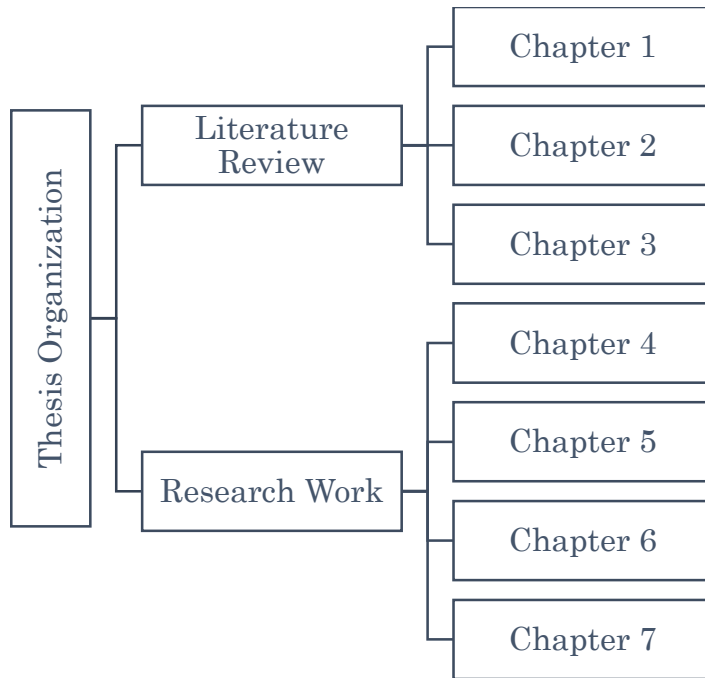 Thesis Organization
Literature
Review
Research Work
Chapter 1
Chapter 2
Chapter 3
Chapter 4
Chapter 5
Chapter 6
Chapter 7